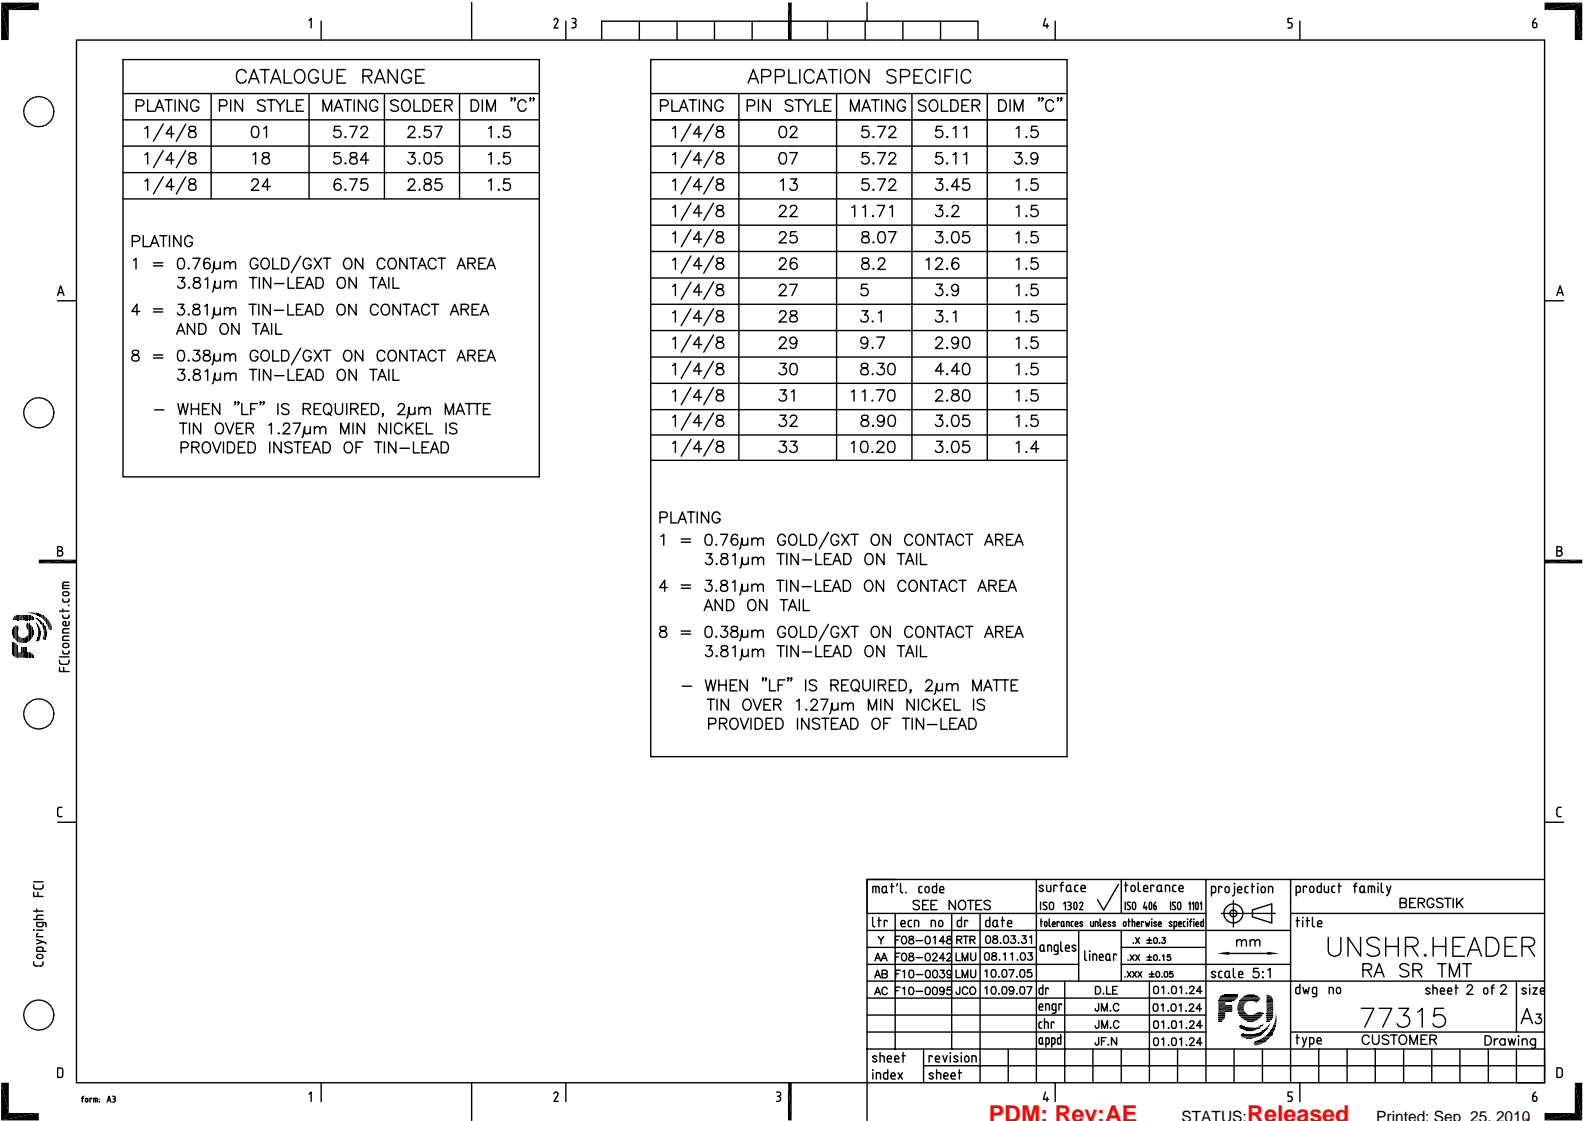 1 2 3 4 5 6
CATALOGUE RANGE
PLATING PIN STYLE MATING SOLDER DIM "C"
1/4/8 01 5.72 2.57 1.5
1/4/8 18 5.84 3.05 1.5
1/4/8 24 6.75 2.85 1.5
PLATING
1 = 0.76µm GOLD/GXT ON CONTACT AREA
3.81µm TIN-LEAD ON TAIL
4 = 3.81µm TIN-LEAD ON CONTACT AREA
AND ON TAIL
8 = 0.38µm GOLD/GXT ON CONTACT AREA
3.81µm TIN-LEAD ON TAIL
- WHEN "LF" IS REQUIRED, 2µm MATTE
TIN OVER 1.27µm MIN NICKEL IS
PROVIDED INSTEAD OF TIN-LEAD
APPLICATION SPECIFIC
PLATING PIN STYLE MATING SOLDER DIM "C"
1/4/8 02 5.72 5.11 1.5
1/4/8 07 5.72 5.11 3.9
1/4/8 13 5.72 3.45 1.5
1/4/8 22 11.71 3.2 1.5
1/4/8 25 8.07 3.05 1.5
1/4/8 26 8.2 12.6 1.5
1/4/8 27 5 3.9 1.5
1/4/8 28 3.1 3.1 1.5
1/4/8 29 9.7 2.90 1.5
1/4/8 30 8.30 4.40 1.5
1/4/8 31 11.70 2.80 1.5
1/4/8 32 8.90 3.05 1.5
1/4/8 33 10.20 3.05 1.4
PLATING
1 = 0.76µm GOLD/GXT ON CONTACT AREA
3.81µm TIN-LEAD ON TAIL
4 = 3.81µm TIN-LEAD ON CONTACT AREA
AND ON TAIL
8 = 0.38µm GOLD/GXT ON CONTACT AREA
3.81µm TIN-LEAD ON TAIL
- WHEN "LF" IS REQUIRED, 2µm MATTE
TIN OVER 1.27µm MIN NICKEL IS
PROVIDED INSTEAD OF TIN-LEAD
A A
B B
C C
D D
FCI
FCIconnect.com
Copyright FCI
mat'l. code
SEE NOTES
surface
ISO 1302
tolerance
ISO 406 ISO 1101
projection
product family
BERGSTIK
ltr ecn no dr date
tolerances unless otherwise specified
title
Y F08-0148 RTR 08.03.31
AA F08-0242 LMU 08.11.03
AB F10-0039 LMU 10.07.05
AC F10-0095 JCO 10.09.07
angles
linear
.X ±0.3
.XX ±0.15
.XXX ±0.05
mm
scale 5:1
UNSHR.HEADER
RA SR TMT
dr D.LE 01.01.24
engr JM.C 01.01.24
chr JM.C 01.01.24
appd JF.N 01.01.24
FCI
dwg no sheet 2 of 2 size
77315 A3
type CUSTOMER Drawing
sheet revision
index sheet
form: A3
1 2 3 4 5 6
PDM: Rev:AE STATUS:Released Printed: Sep 25, 2010